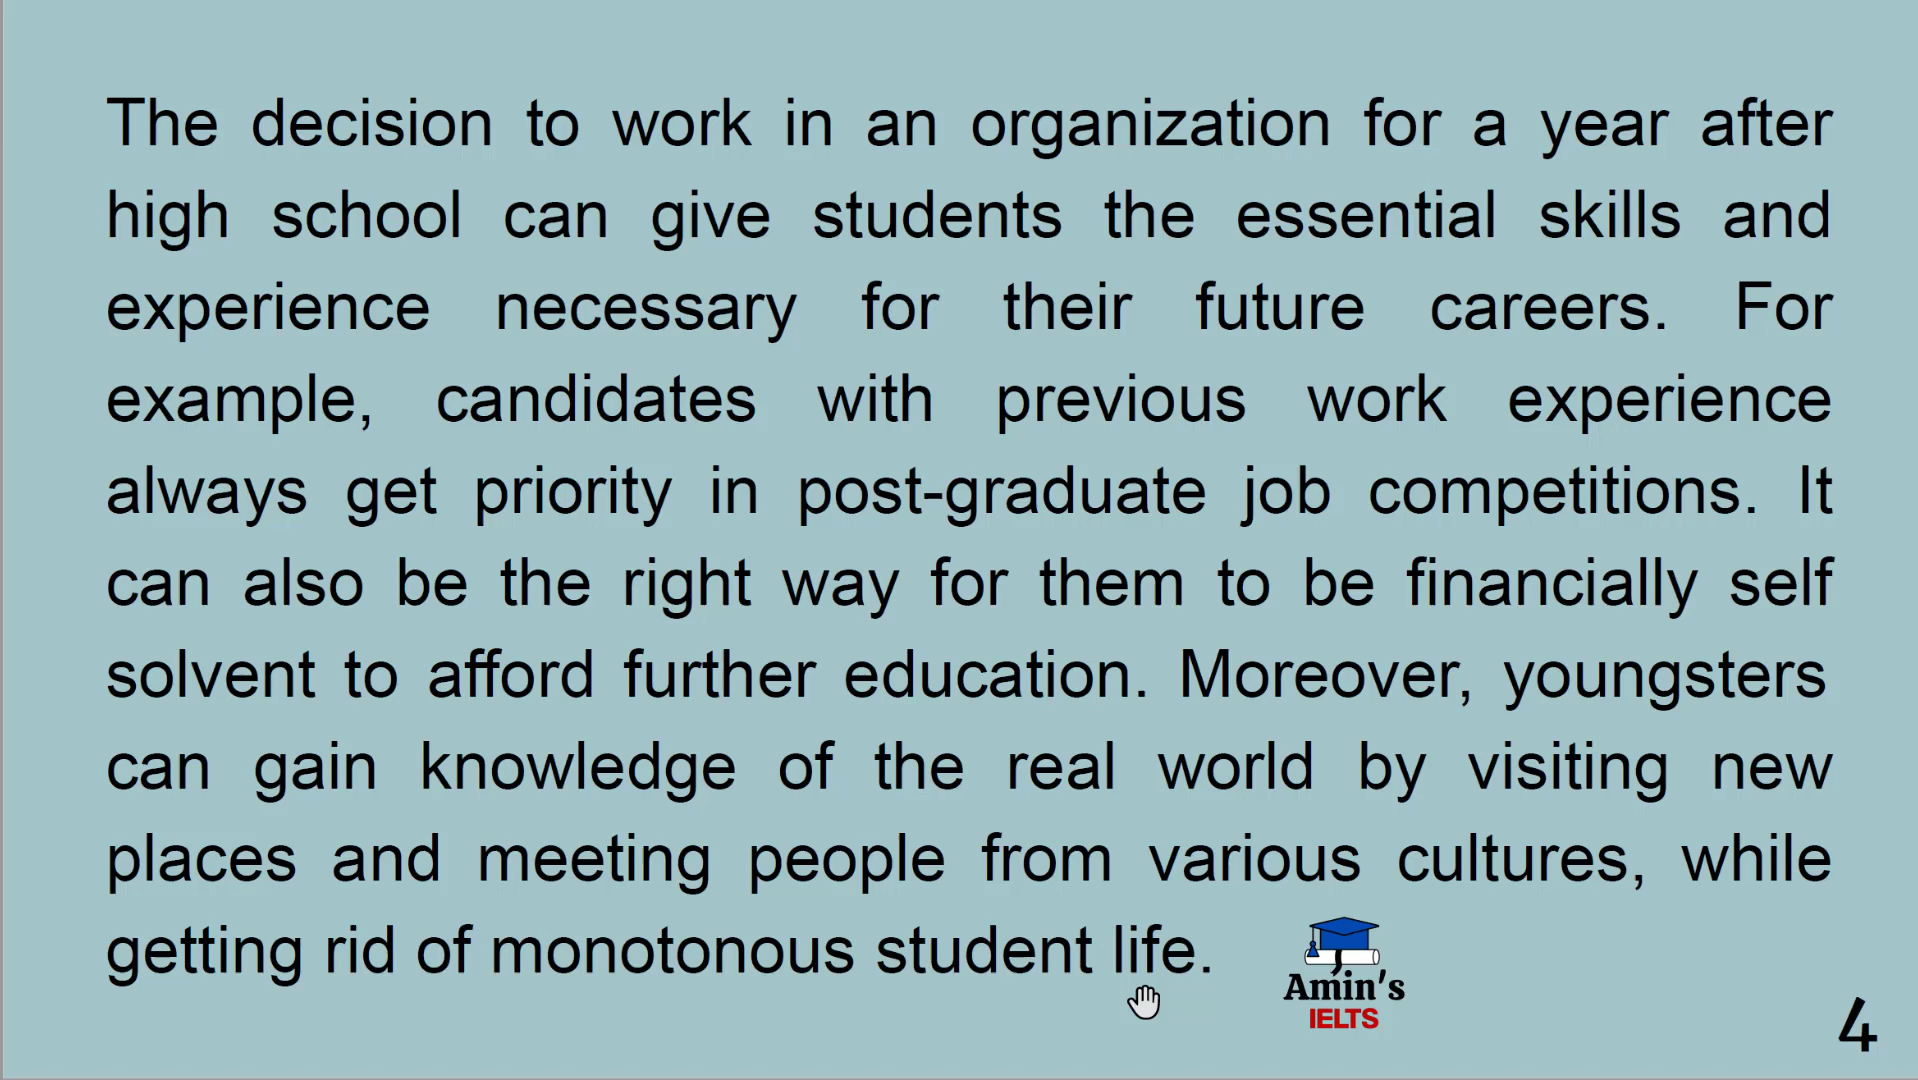 The decision to work in an organization for a year after
high school can give students the essential skills and
experience necessary for their future careers. For
example, candidates with previous work experience
always get priority in post-graduate job competitions. It
can also be the right way for them to be financially self
solvent to afford further education. Moreover, youngsters
can gain knowledge of the real world by visiting new
places and meeting people from various cultures, while
getting rid of monotonous student life.
Amin's
IELTS
4